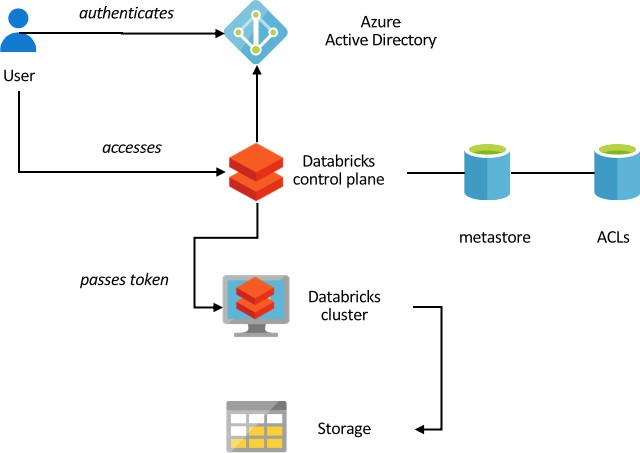 authenticates
Azure
Active Directory
User
accesses
Databricks
control plane
metastore
ACLs
passes token
Databricks
cluster
Storage